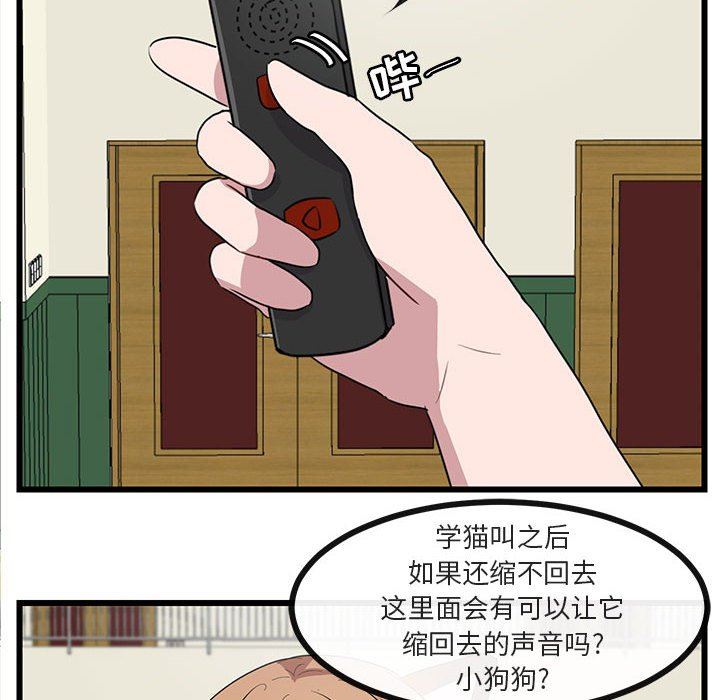 哔一
学猫叫之后
如果还缩不回去
这里面会有可以让它
缩回去的声音吗?
小狗狗?